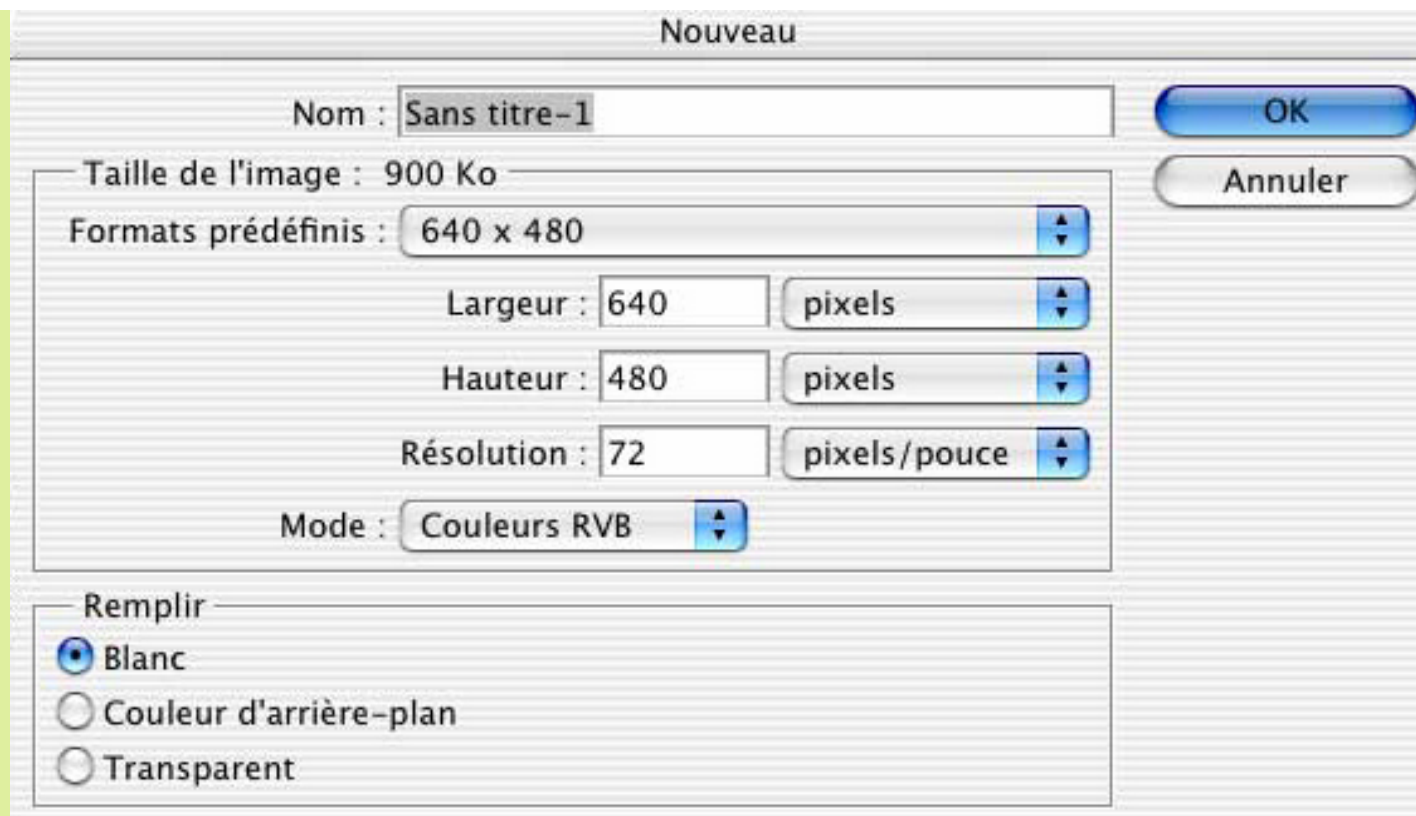 Nouveau
Nom : Sans titre-1
OK
Taille de l'image : 900 Ko
Annuler
Formats prédéfinis : 640 x 480
Largeur : 640 pixels
Hauteur : 480 pixels
Résolution : 72 pixels/pouce
Mode : Couleurs RVB
Remplir
Blanc
Couleur d'arrière-plan
Transparent